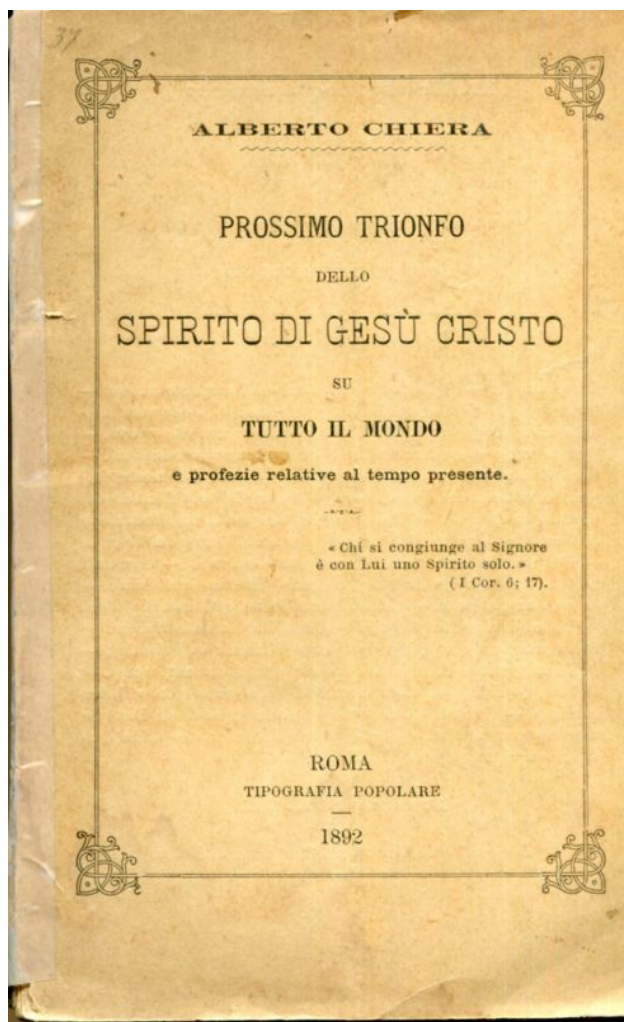 37
ALBERTO CHIERA
PROSSIMO TRIONFO
DELLO
SPIRITO DI GESÙ CRISTO
SU
TUTTO IL MONDO
e profezie relative al tempo presente.
« Chi si congiunge al Signore
è con Lui uno Spirito solo. »
( I Cor. 6; 17).
ROMA
TIPOGRAFIA POPOLARE
1892